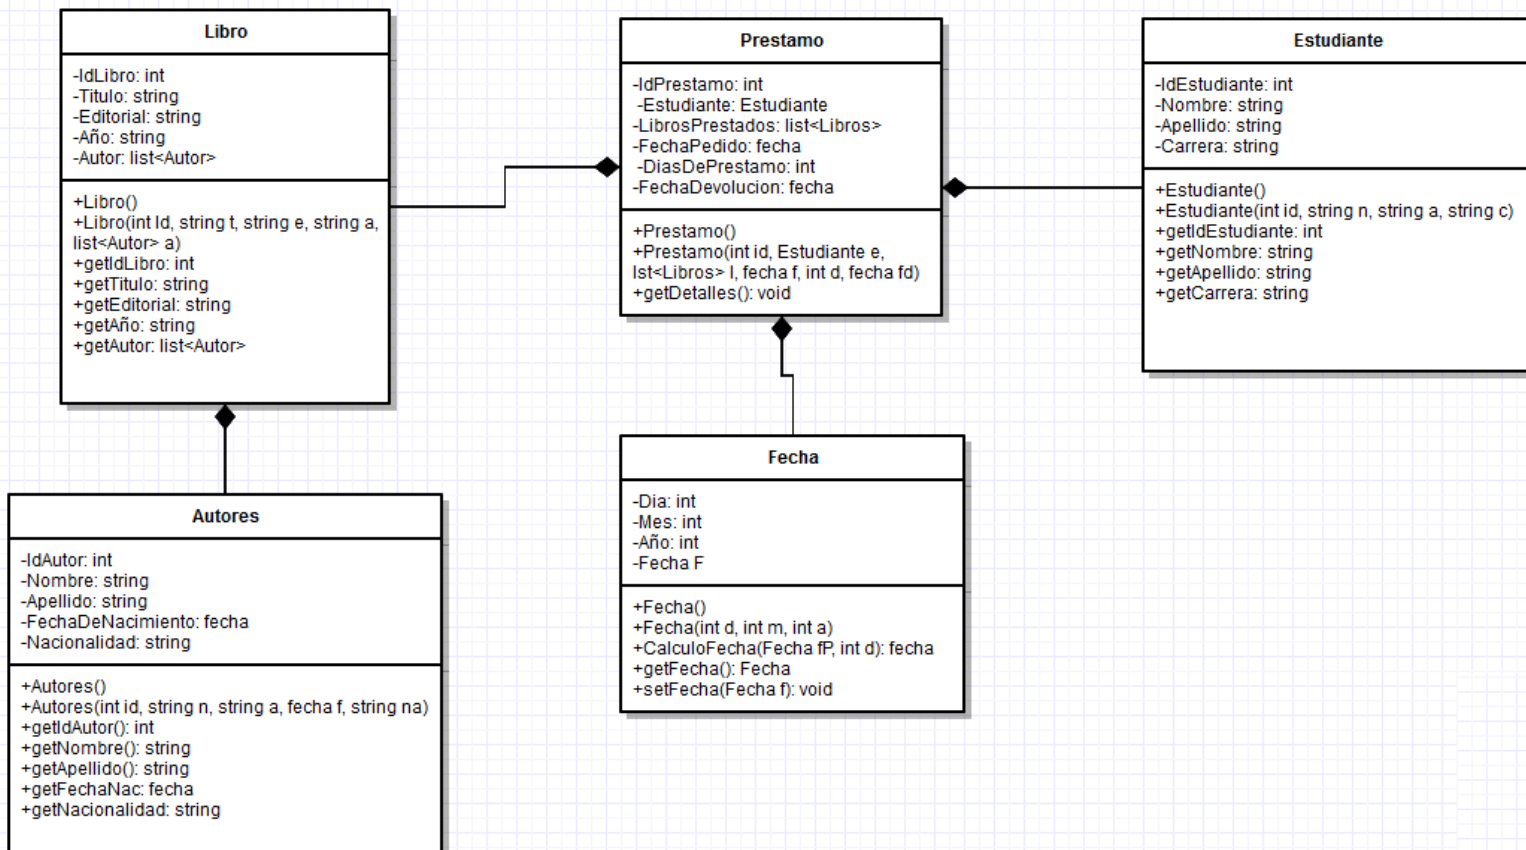 Libro
-IdLibro: int
-Titulo: string
-Editorial: string
-Año: string
-Autor: list<Autor>
+Libro()
+Libro(int Id, string t, string e, string a,
list<Autor> a)
+getIdLibro: int
+getTitulo: string
+getEditorial: string
+getAño: string
+getAutor: list<Autor>
Prestamo
-IdPrestamo: int
-Estudiante: Estudiante
-LibrosPrestados: list<Libros>
-FechaPedido: fecha
-DiasDePrestamo: int
-FechaDevolucion: fecha
+Prestamo()
+Prestamo(int id, Estudiante e,
lst<Libros> l, fecha f, int d, fecha fd)
+getDetalles(): void
Estudiante
-IdEstudiante: int
-Nombre: string
-Apellido: string
-Carrera: string
+Estudiante()
+Estudiante(int id, string n, string a, string c)
+getIdEstudiante: int
+getNombre: string
+getApellido: string
+getCarrera: string
Autores
-IdAutor: int
-Nombre: string
-Apellido: string
-FechaDeNacimiento: fecha
-Nacionalidad: string
+Autores()
+Autores(int id, string n, string a, fecha f, string na)
+getIdAutor(): int
+getNombre(): string
+getApellido(): string
+getFechaNac: fecha
+getNacionalidad: string
Fecha
-Dia: int
-Mes: int
-Año: int
-Fecha F
+Fecha()
+Fecha(int d, int m, int a)
+CalculoFecha(Fecha fP, int d): fecha
+getFecha(): Fecha
+setFecha(Fecha f): void